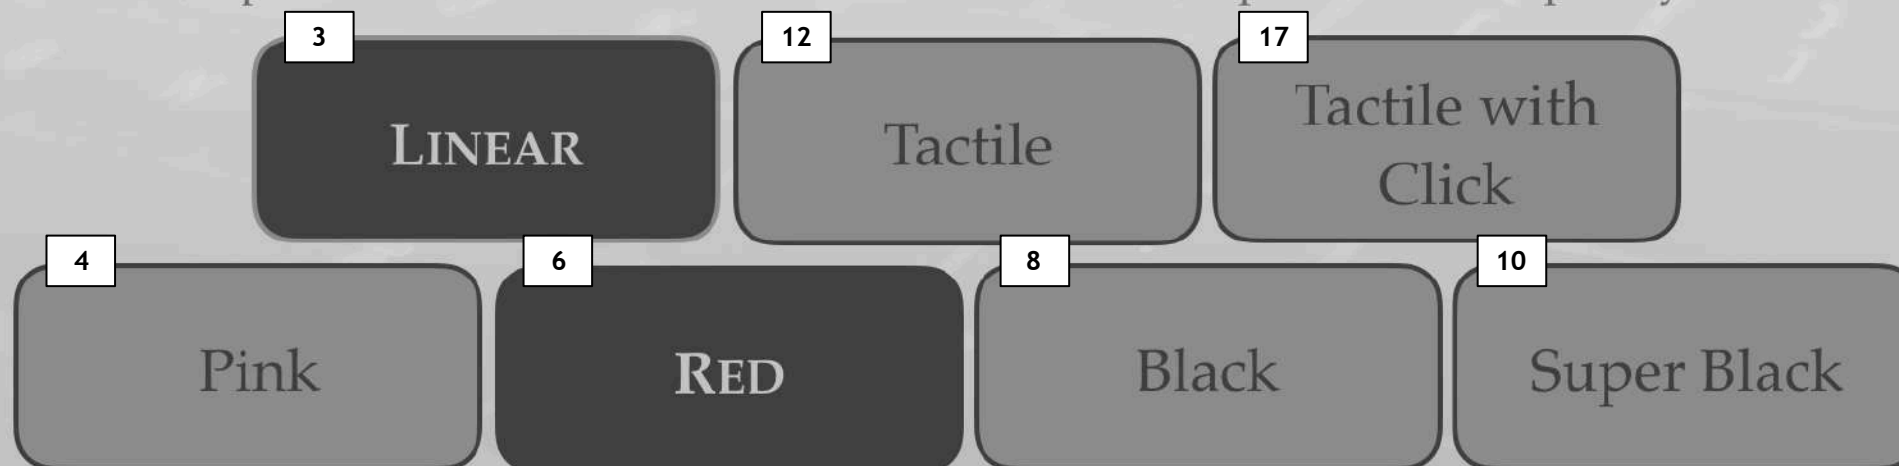 3
LINEAR
12
Tactile
17
Tactile with
Click
4
Pink
6
RED
8
Black
10
Super Black